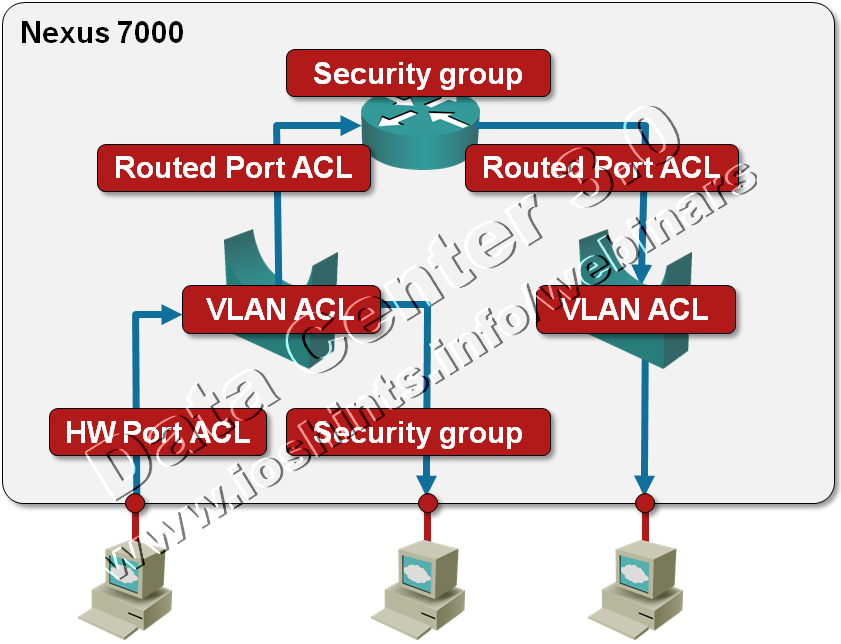 Nexus 7000
Security group
Routed Port ACL
Routed Port ACL
VLAN ACL
VLAN ACL
HW Port ACL
Security group
Data Center 3.0
www.ioshints.info/webinars